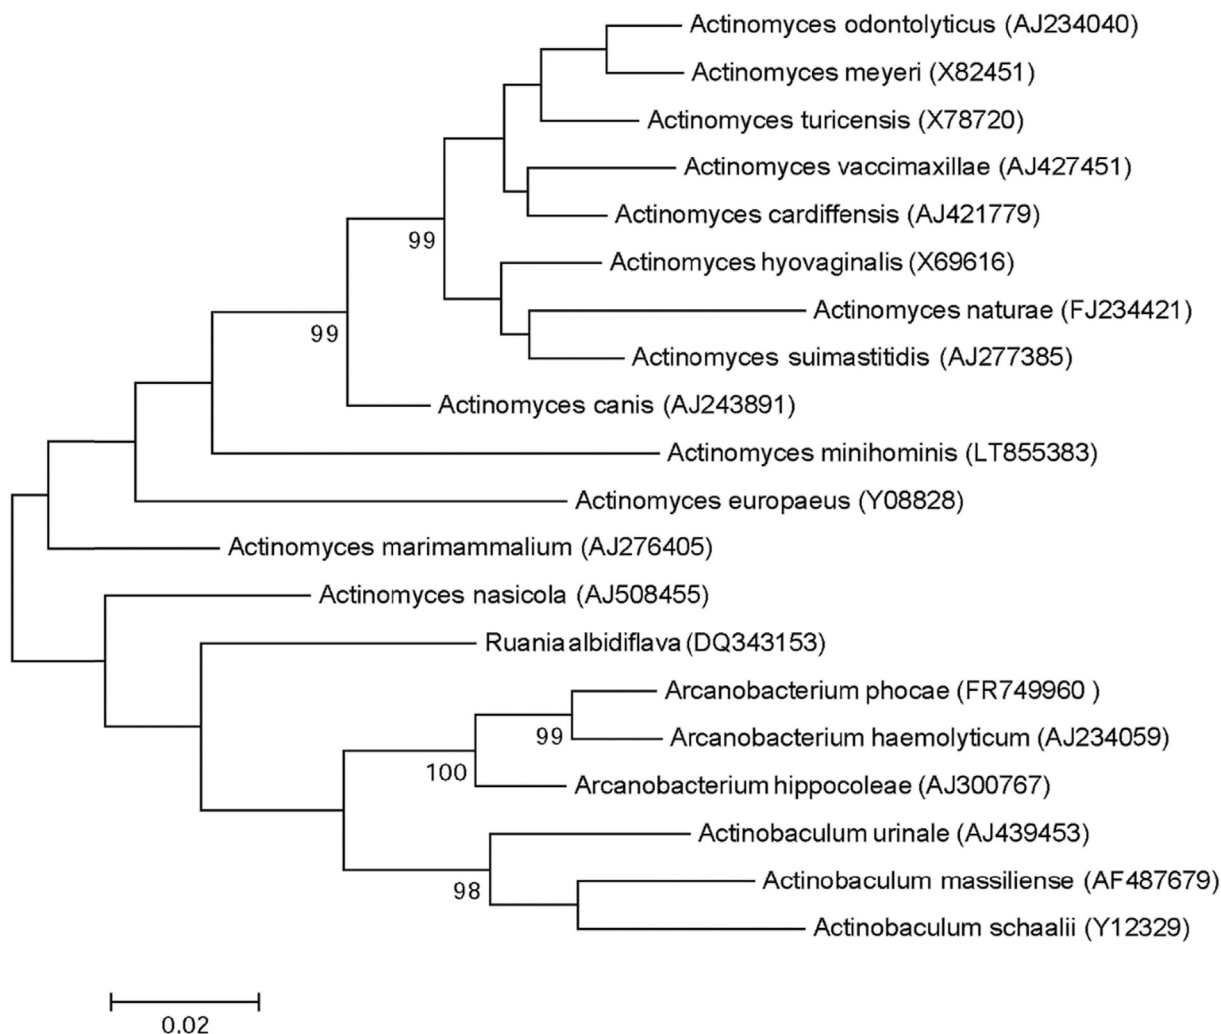 Actinomyces odontolyticus (AJ234040)
Actinomyces meyeri (X82451)
Actinomyces turicensis (X78720)
Actinomyces vaccimaxillae (AJ427451)
Actinomyces cardiffensis (AJ421779)
99
Actinomyces hyovaginalis (X69616)
Actinomyces naturae (FJ234421)
99
Actinomyces suimastitidis (AJ277385)
Actinomyces canis (AJ243891)
Actinomyces minihominis (LT855383)
Actinomyces europaeus (Y08828)
Actinomyces marimammalium (AJ276405)
Actinomyces nasicola (AJ508455)
Ruania albidiflava (DQ343153)
Arcanobacterium phocae (FR749960 )
99
Arcanobacterium haemolyticum (AJ234059)
100
Arcanobacterium hippocoleae (AJ300767)
Actinobaculum urinale (AJ439453)
Actinobaculum massiliense (AF487679)
98
Actinobaculum schaalii (Y12329)
0.02